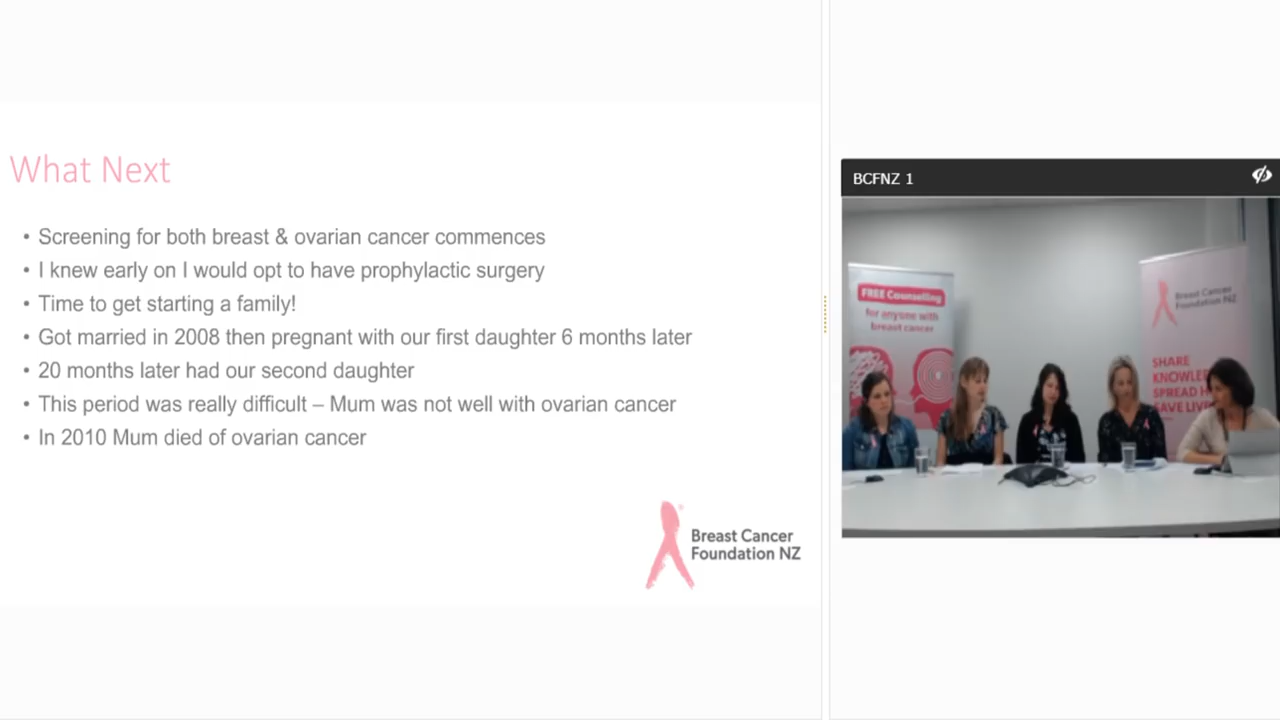 What Next
• Screening for both breast & ovarian cancer commences
• I knew early on I would opt to have prophylactic surgery
• Time to get starting a family!
• Got married in 2008 then pregnant with our first daughter 6 months later
• 20 months later had our second daughter
• This period was really difficult – Mum was not well with ovarian cancer
• In 2010 Mum died of ovarian cancer
Breast Cancer
Foundation NZ
BCFNZ 1
FREE Counselling
for anyone with
breast cancer
Breast Cancer
Foundation NZ
SHARE
KNOWLE
SPREAD H
SAVE LIV